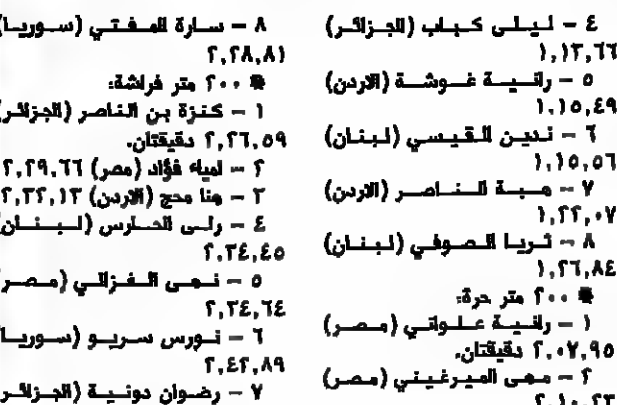 ٤ – ليلى كباب (الجزائر)
١,١٣,٦٦
٥ – رانية غوشة (الاردن)
١,١٥,٤٩
٦ – ندين القيسي (لبنان)
١,١٥,٥٦
٧ – هبة الناصر (الاردن)
١,٢٢,٠٧
٨ – ثريا الصوفي (لبنان)
١,٢٦,٨٤
٢٠٠ متر حرة:
١ – رانية علواني (مصر)
٢,٠٧,٩٥ دقيقتان.
٢ – مهى الميرغيني (مصر)
٢,١٠,٢٣
٨ – سارة المفتي (سوريا)
٢,٢٨,٨١
٢٠٠ متر فراشة:
١ – كنزة بن الناصر (الجزائر)
٢,٢٦,٥٩ دقيقتان.
٢ – لمياء فؤاد (مصر) ٢,٢٩,٦٦
٣ – هنا محج (الاردن) ٢,٣٢,١٣
٤ – رلى الحارس (لبنان)
٢,٣٤,٤٥
٥ – نهى الغزالي (مصر)
٢,٣٤,٦٤
٦ – نورس سريو (سوريا)
٢,٤٢,٨٩
٧ – رضوان دونية (الجزائر)